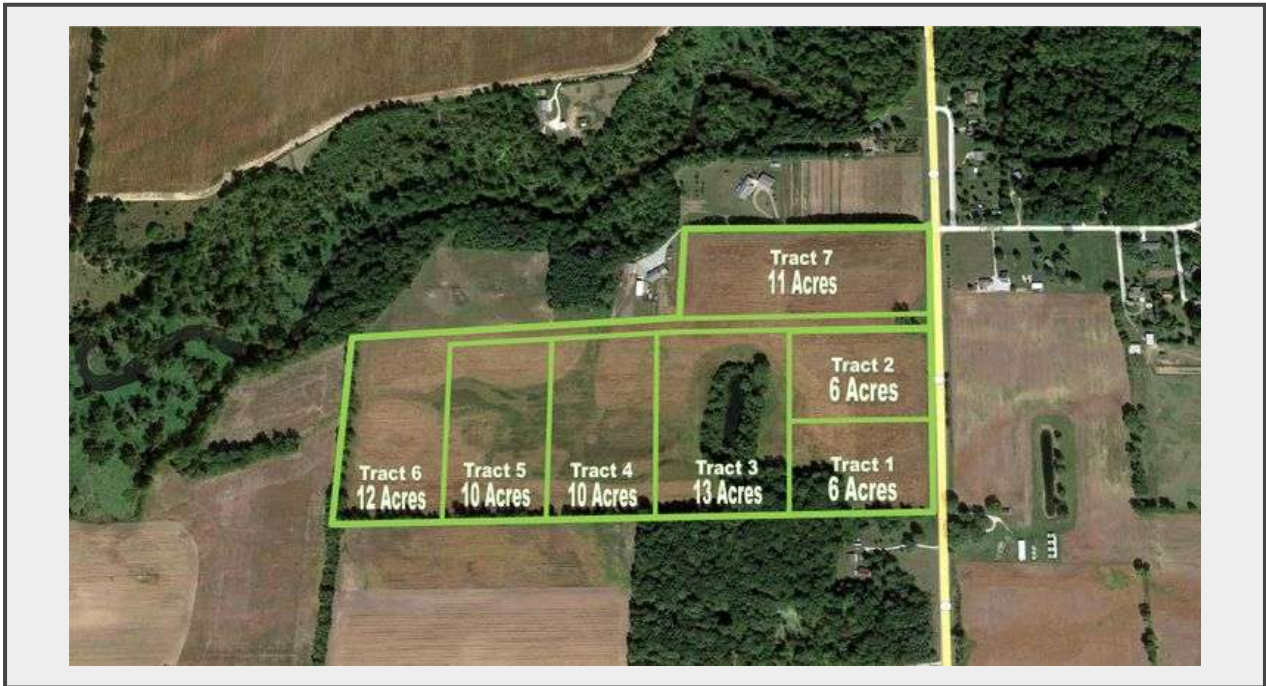 Tract 7
11 Acres
Tract 2
6 Acres
Tract 6
12 Acres
Tract 5
10 Acres
Tract 4
10 Acres
Tract 3
13 Acres
Tract 1
6 Acres